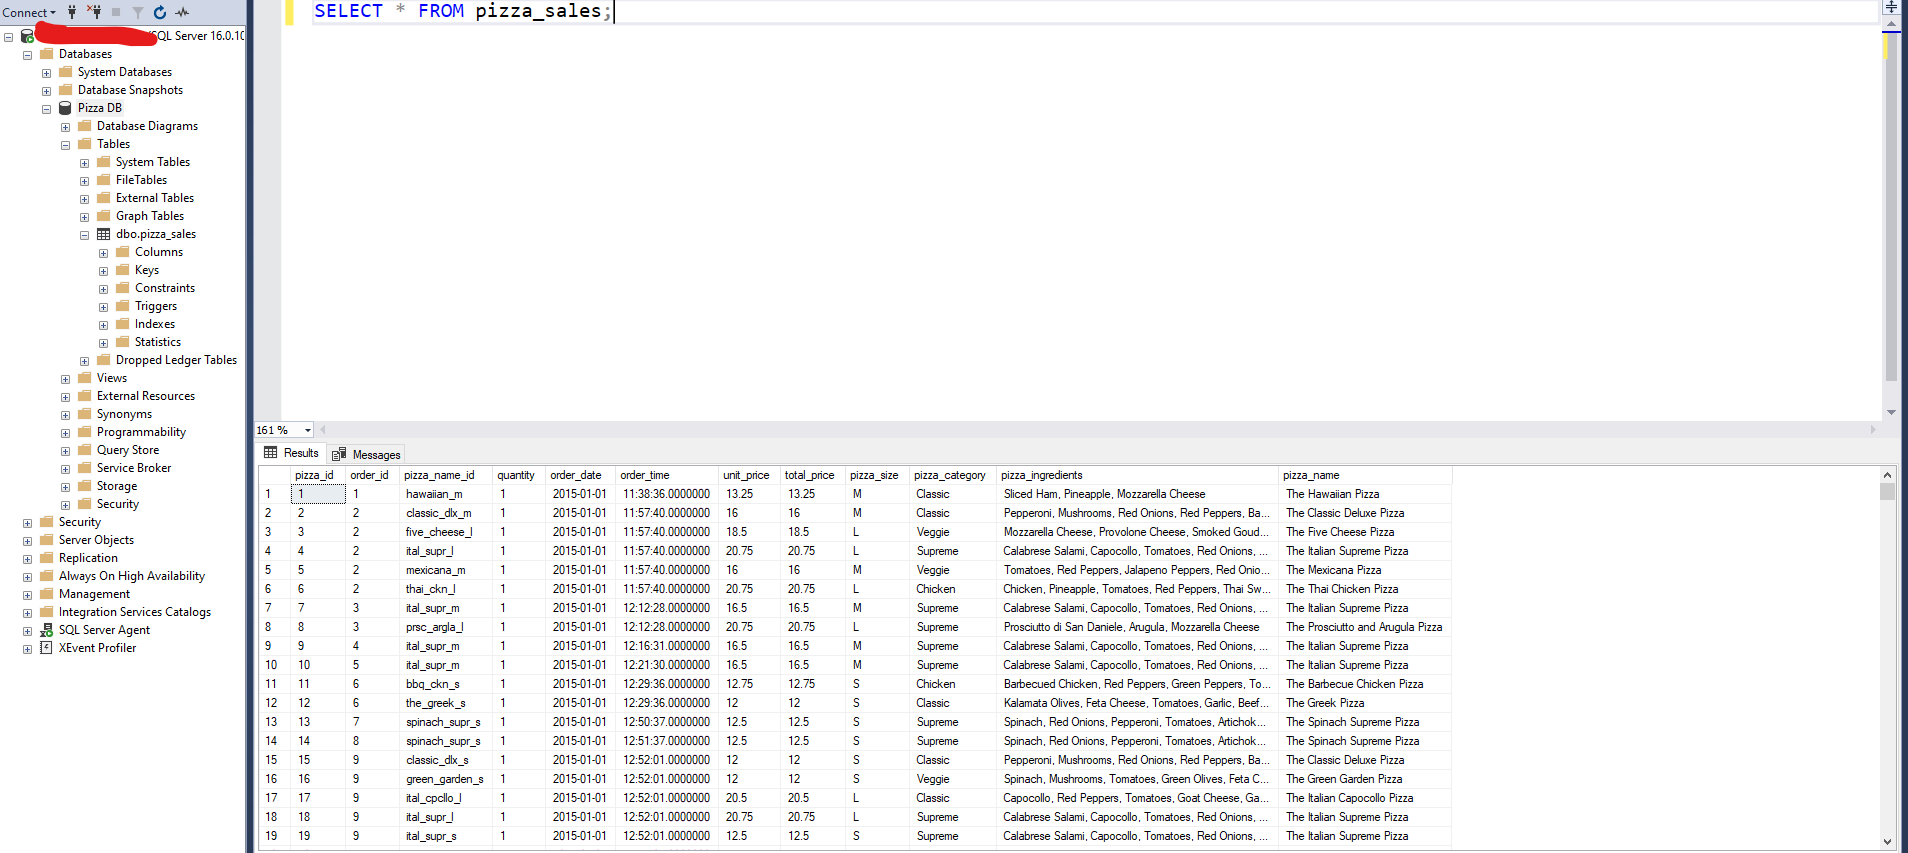 Connect
SELECT * FROM pizza_sales;
SQL Server 16.0.10
Databases
System Databases
Database Snapshots
Pizza DB
Database Diagrams
Tables
System Tables
FileTables
External Tables
Graph Tables
dbo.pizza_sales
Columns
Keys
Constraints
Triggers
Indexes
Statistics
Dropped Ledger Tables
Views
External Resources
Synonyms
Programmability
Query Store
Service Broker
Storage
Security
Security
Server Objects
Replication
Always On High Availability
Management
Integration Services Catalogs
SQL Server Agent
XEvent Profiler
161 %
Results Messages
pizza_id order_id pizza_name_id quantity order_date order_time unit_price total_price pizza_size pizza_category pizza_ingredients pizza_name
1 1 1 hawaiian_m 1 2015-01-01 11:38:36.0000000 13.25 13.25 M Classic Sliced Ham, Pineapple, Mozzarella Cheese The Hawaiian Pizza
2 2 2 classic_dlx_m 1 2015-01-01 11:57:40.0000000 16 16 M Classic Pepperoni, Mushrooms, Red Onions, Red Peppers, Ba... The Classic Deluxe Pizza
3 3 2 five_cheese_l 1 2015-01-01 11:57:40.0000000 18.5 18.5 L Veggie Mozzarella Cheese, Provolone Cheese, Smoked Goud... The Five Cheese Pizza
4 4 2 ital_supr_l 1 2015-01-01 11:57:40.0000000 20.75 20.75 L Supreme Calabrese Salami, Capocollo, Tomatoes, Red Onions, ... The Italian Supreme Pizza
5 5 2 mexicana_m 1 2015-01-01 11:57:40.0000000 16 16 M Veggie Tomatoes, Red Peppers, Jalapeno Peppers, Red Onio... The Mexicana Pizza
6 6 2 thai_ckn_l 1 2015-01-01 11:57:40.0000000 20.75 20.75 L Chicken Chicken, Pineapple, Tomatoes, Red Peppers, Thai Sw... The Thai Chicken Pizza
7 7 3 ital_supr_m 1 2015-01-01 12:12:28.0000000 16.5 16.5 M Supreme Calabrese Salami, Capocollo, Tomatoes, Red Onions, ... The Italian Supreme Pizza
8 8 3 prsc_argla_l 1 2015-01-01 12:12:28.0000000 20.75 20.75 L Supreme Prosciutto di San Daniele, Arugula, Mozzarella Cheese The Prosciutto and Arugula Pizza
9 9 4 ital_supr_m 1 2015-01-01 12:16:31.0000000 16.5 16.5 M Supreme Calabrese Salami, Capocollo, Tomatoes, Red Onions, ... The Italian Supreme Pizza
10 10 5 ital_supr_m 1 2015-01-01 12:21:30.0000000 16.5 16.5 M Supreme Calabrese Salami, Capocollo, Tomatoes, Red Onions, ... The Italian Supreme Pizza
11 11 6 bbq_ckn_s 1 2015-01-01 12:29:36.0000000 12.75 12.75 S Chicken Barbecued Chicken, Red Peppers, Green Peppers, To... The Barbecue Chicken Pizza
12 12 6 the_greek_s 1 2015-01-01 12:29:36.0000000 12 12 S Classic Kalamata Olives, Feta Cheese, Tomatoes, Garlic, Beef... The Greek Pizza
13 13 7 spinach_supr_s 1 2015-01-01 12:50:37.0000000 12.5 12.5 S Supreme Spinach, Red Onions, Pepperoni, Tomatoes, Artichok... The Spinach Supreme Pizza
14 14 8 spinach_supr_s 1 2015-01-01 12:51:37.0000000 12.5 12.5 S Supreme Spinach, Red Onions, Pepperoni, Tomatoes, Artichok... The Spinach Supreme Pizza
15 15 9 classic_dlx_s 1 2015-01-01 12:52:01.0000000 12 12 S Classic Pepperoni, Mushrooms, Red Onions, Red Peppers, Ba... The Classic Deluxe Pizza
16 16 9 green_garden_s 1 2015-01-01 12:52:01.0000000 12 12 S Veggie Spinach, Mushrooms, Tomatoes, Green Olives, Feta C... The Green Garden Pizza
17 17 9 ital_cpcllo_l 1 2015-01-01 12:52:01.0000000 20.5 20.5 L Classic Capocollo, Red Peppers, Tomatoes, Goat Cheese, Ga... The Italian Capocollo Pizza
18 18 9 ital_supr_l 1 2015-01-01 12:52:01.0000000 20.75 20.75 L Supreme Calabrese Salami, Capocollo, Tomatoes, Red Onions, ... The Italian Supreme Pizza
19 19 9 ital_supr_s 1 2015-01-01 12:52:01.0000000 12.5 12.5 S Supreme Calabrese Salami, Capocollo, Tomatoes, Red Onions, ... The Italian Supreme Pizza